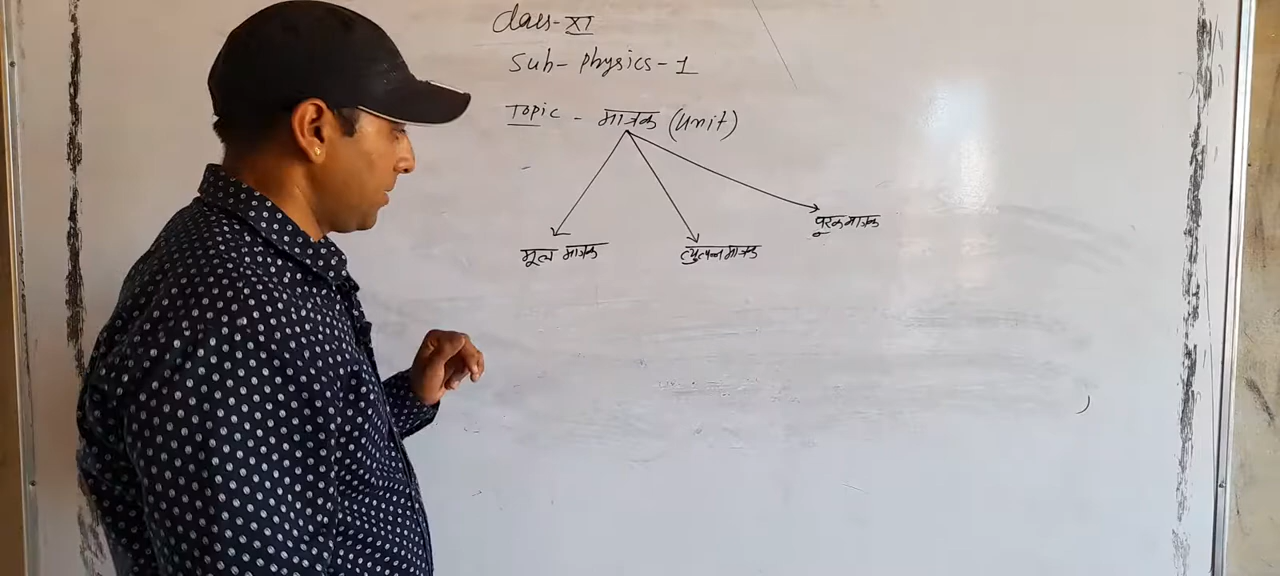 Class-XI
Sub- Physics-1
Topic - मात्रक (Unit)
पूरक मात्रक
मूल मात्रक
व्युत्पन्न मात्रक